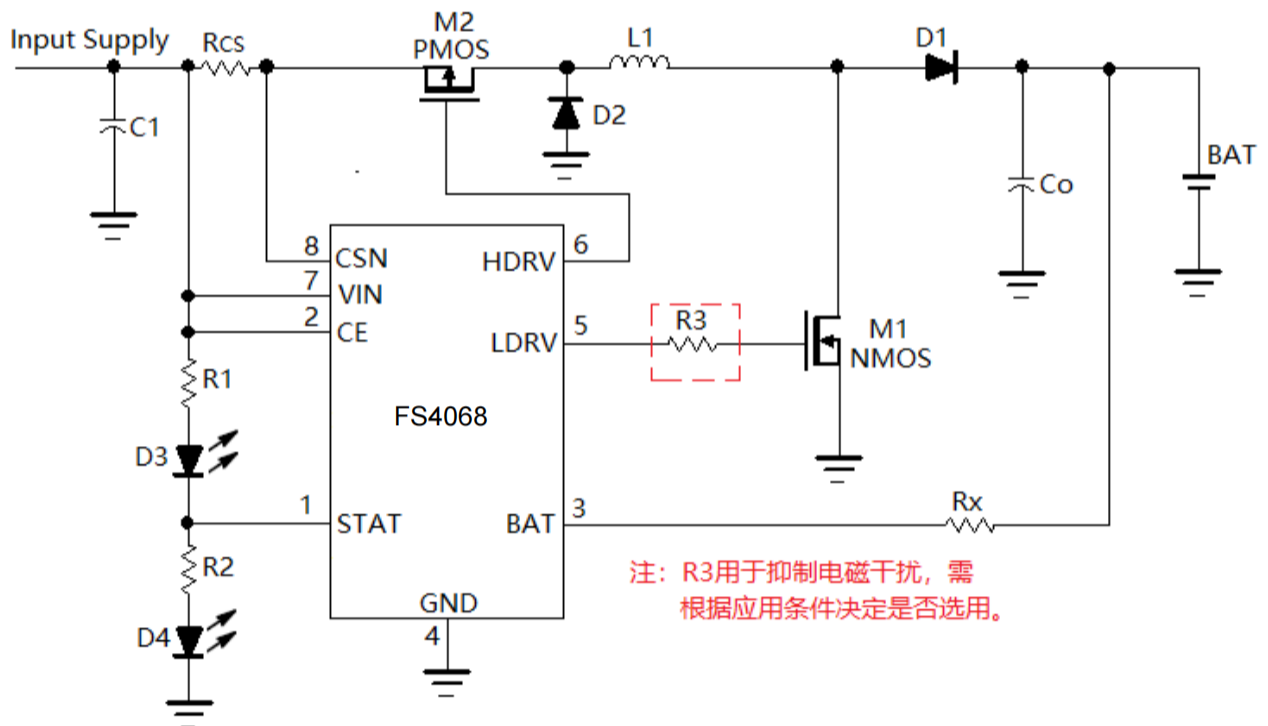 M2
PMOS
Input Supply
RCS
L1
D1
C1
D2
BAT
Co
8
CSN
HDRV
6
7
VIN
2
CE
LDRV
5
R3
M1
NMOS
R1
FS4068
D3
1
STAT
BAT
3
Rx
R2
D4
GND
4
注：R3用于抑制电磁干扰，需
根据应用条件决定是否选用。